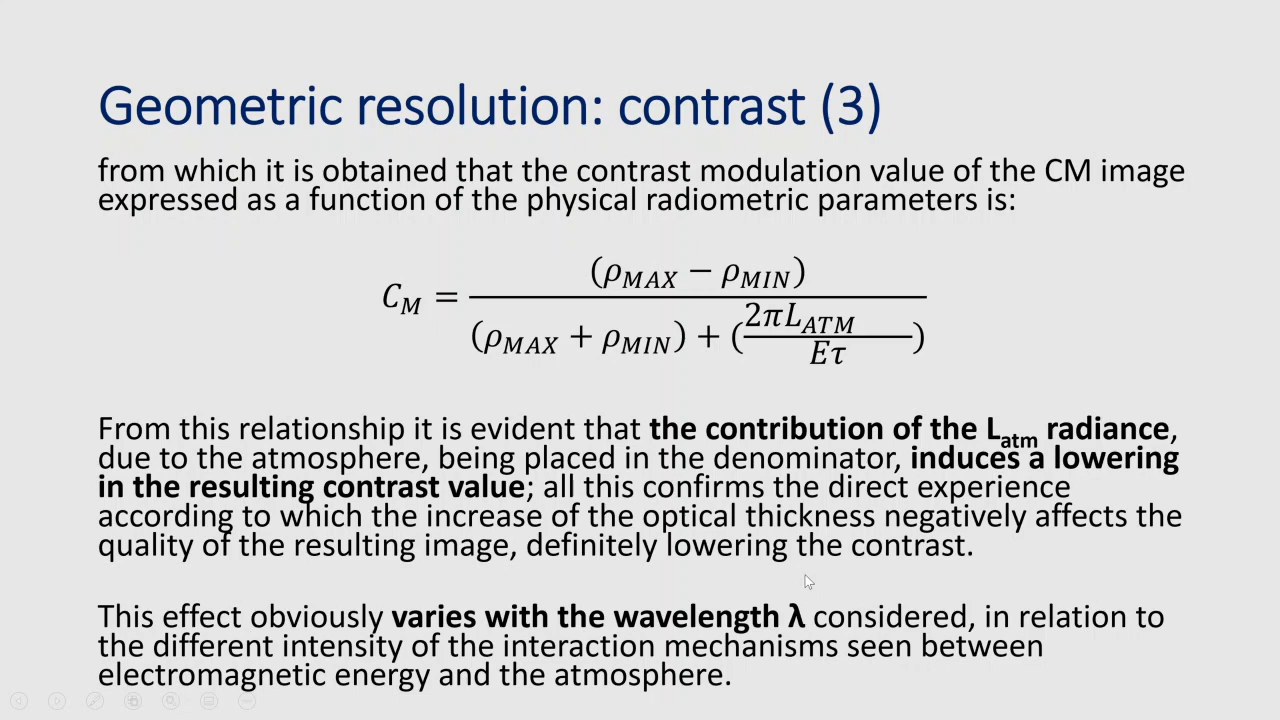 Geometric resolution: contrast (3)
from which it is obtained that the contrast modulation value of the CM image
expressed as a function of the physical radiometric parameters is:
C_M = (ρ_MAX − ρ_MIN) / ((ρ_MAX + ρ_MIN) + (2πL_ATM / Eτ))
From this relationship it is evident that the contribution of the L_atm radiance,
due to the atmosphere, being placed in the denominator, induces a lowering
in the resulting contrast value; all this confirms the direct experience
according to which the increase of the optical thickness negatively affects the
quality of the resulting image, definitely lowering the contrast.
This effect obviously varies with the wavelength λ considered, in relation to
the different intensity of the interaction mechanisms seen between
electromagnetic energy and the atmosphere.